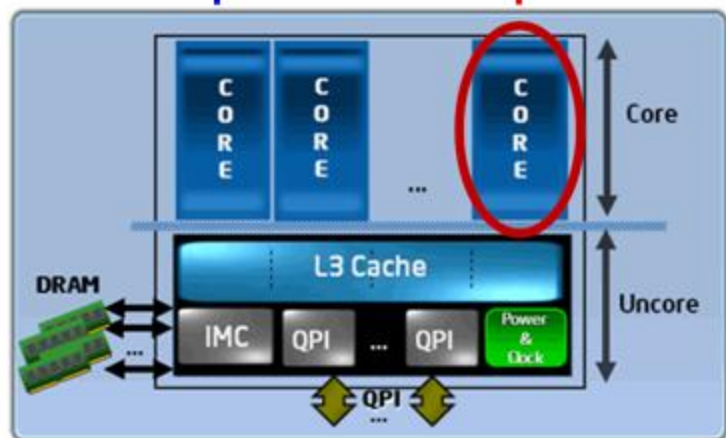 CORE
CORE
...
CORE
Core
L3 Cache
DRAM
...
IMC
QPI
...
QPI
Power
&
Clock
Uncore
QPI
...